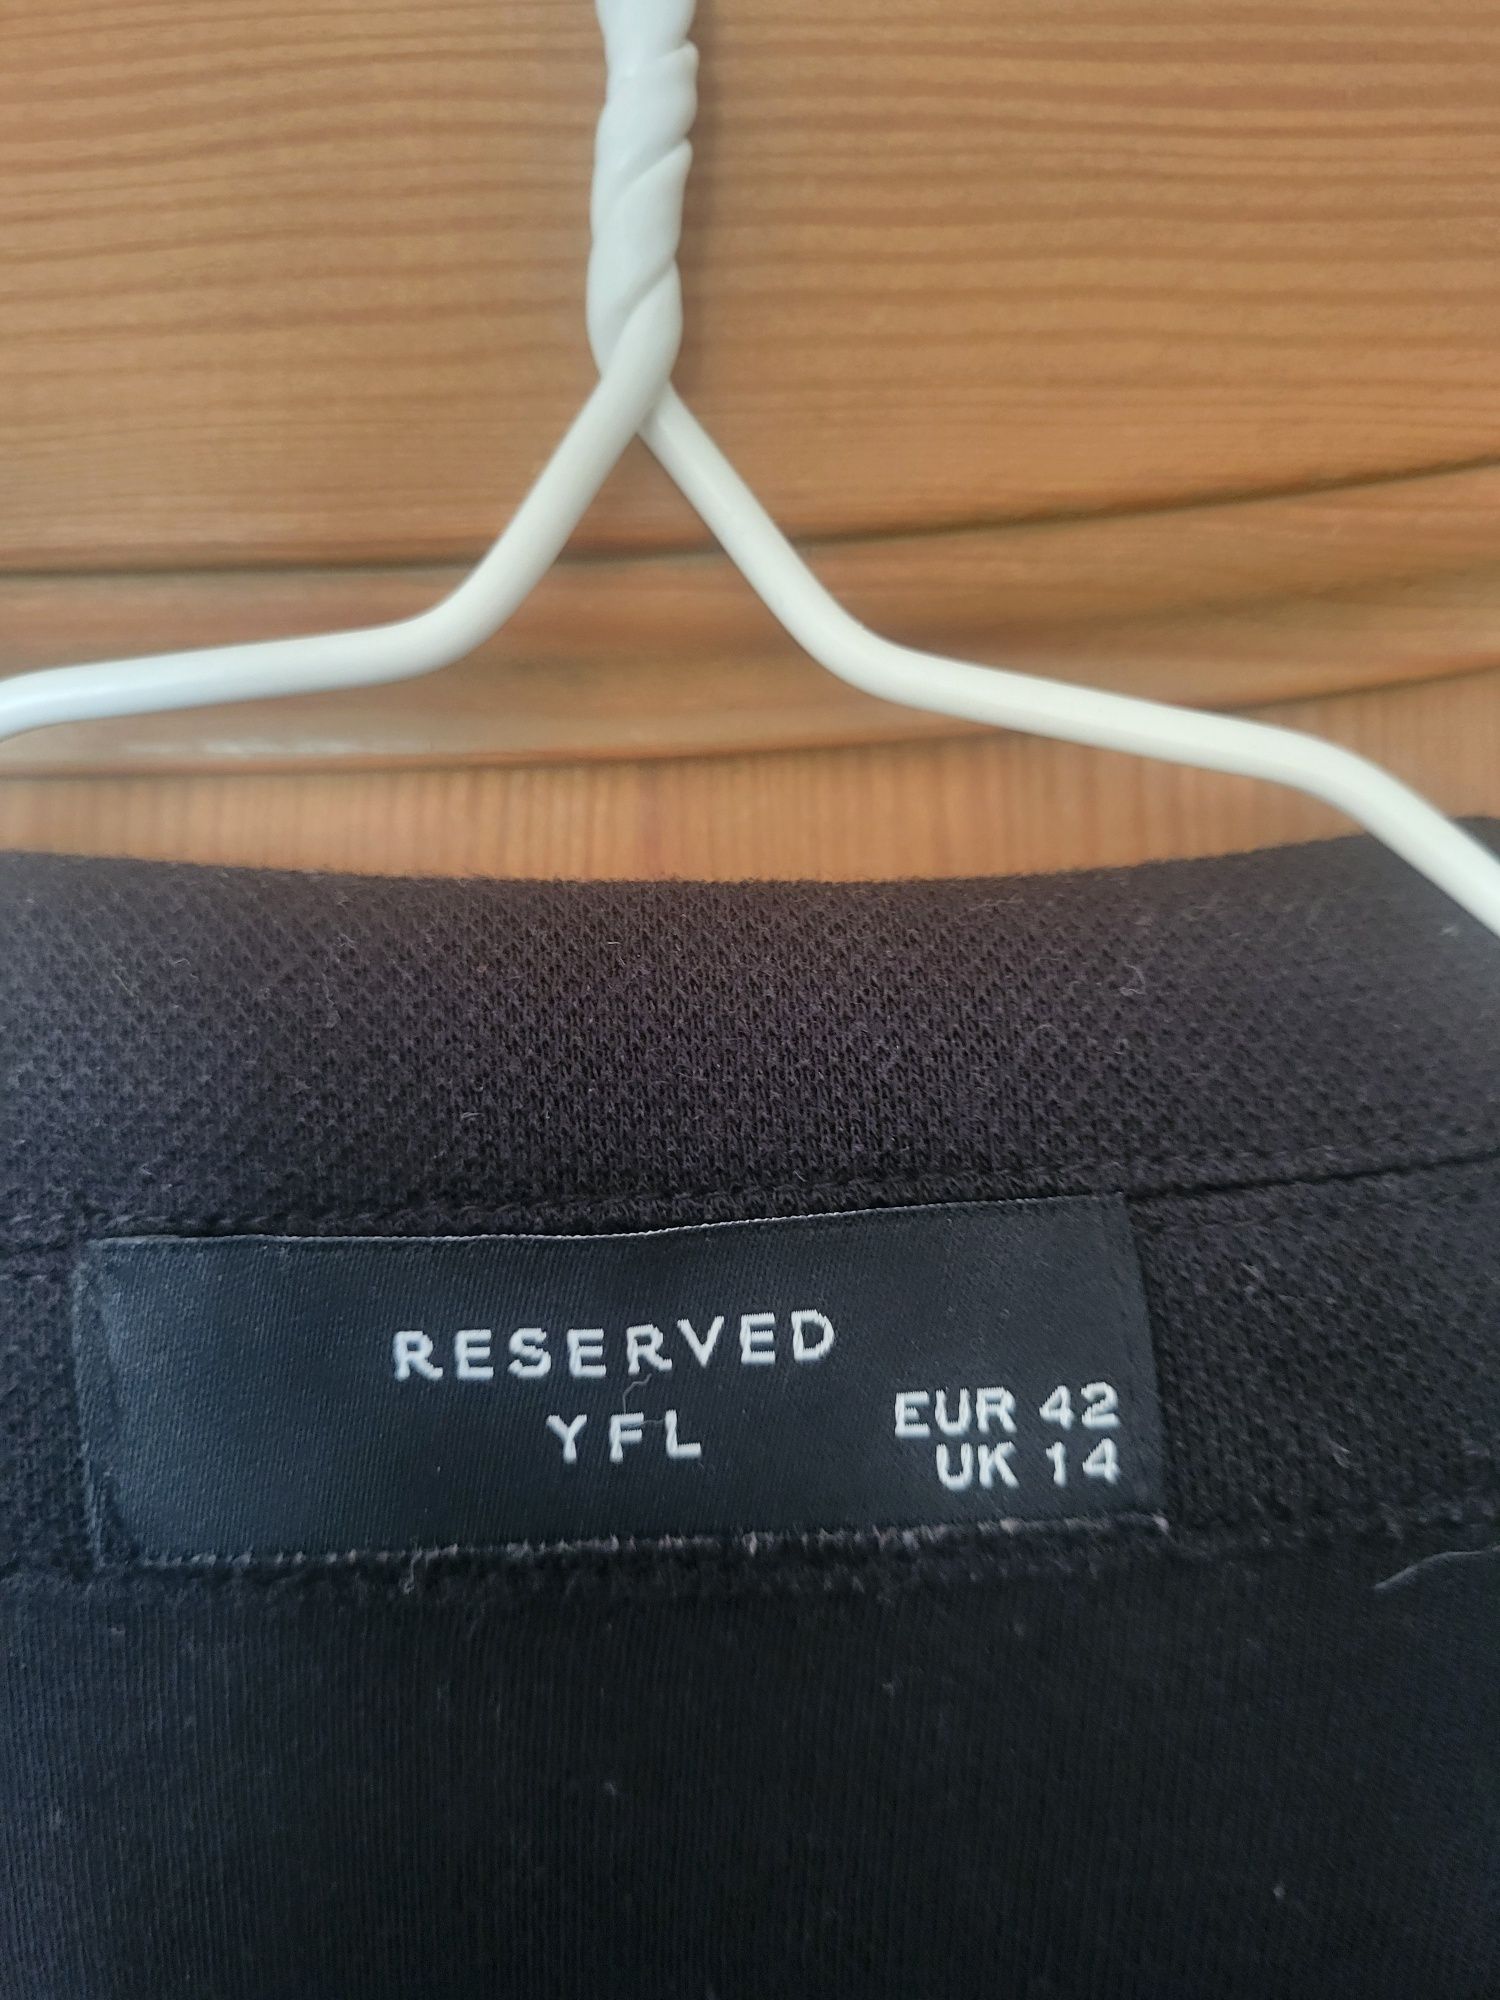 RESERVED
YFL
EUR 42
UK 14